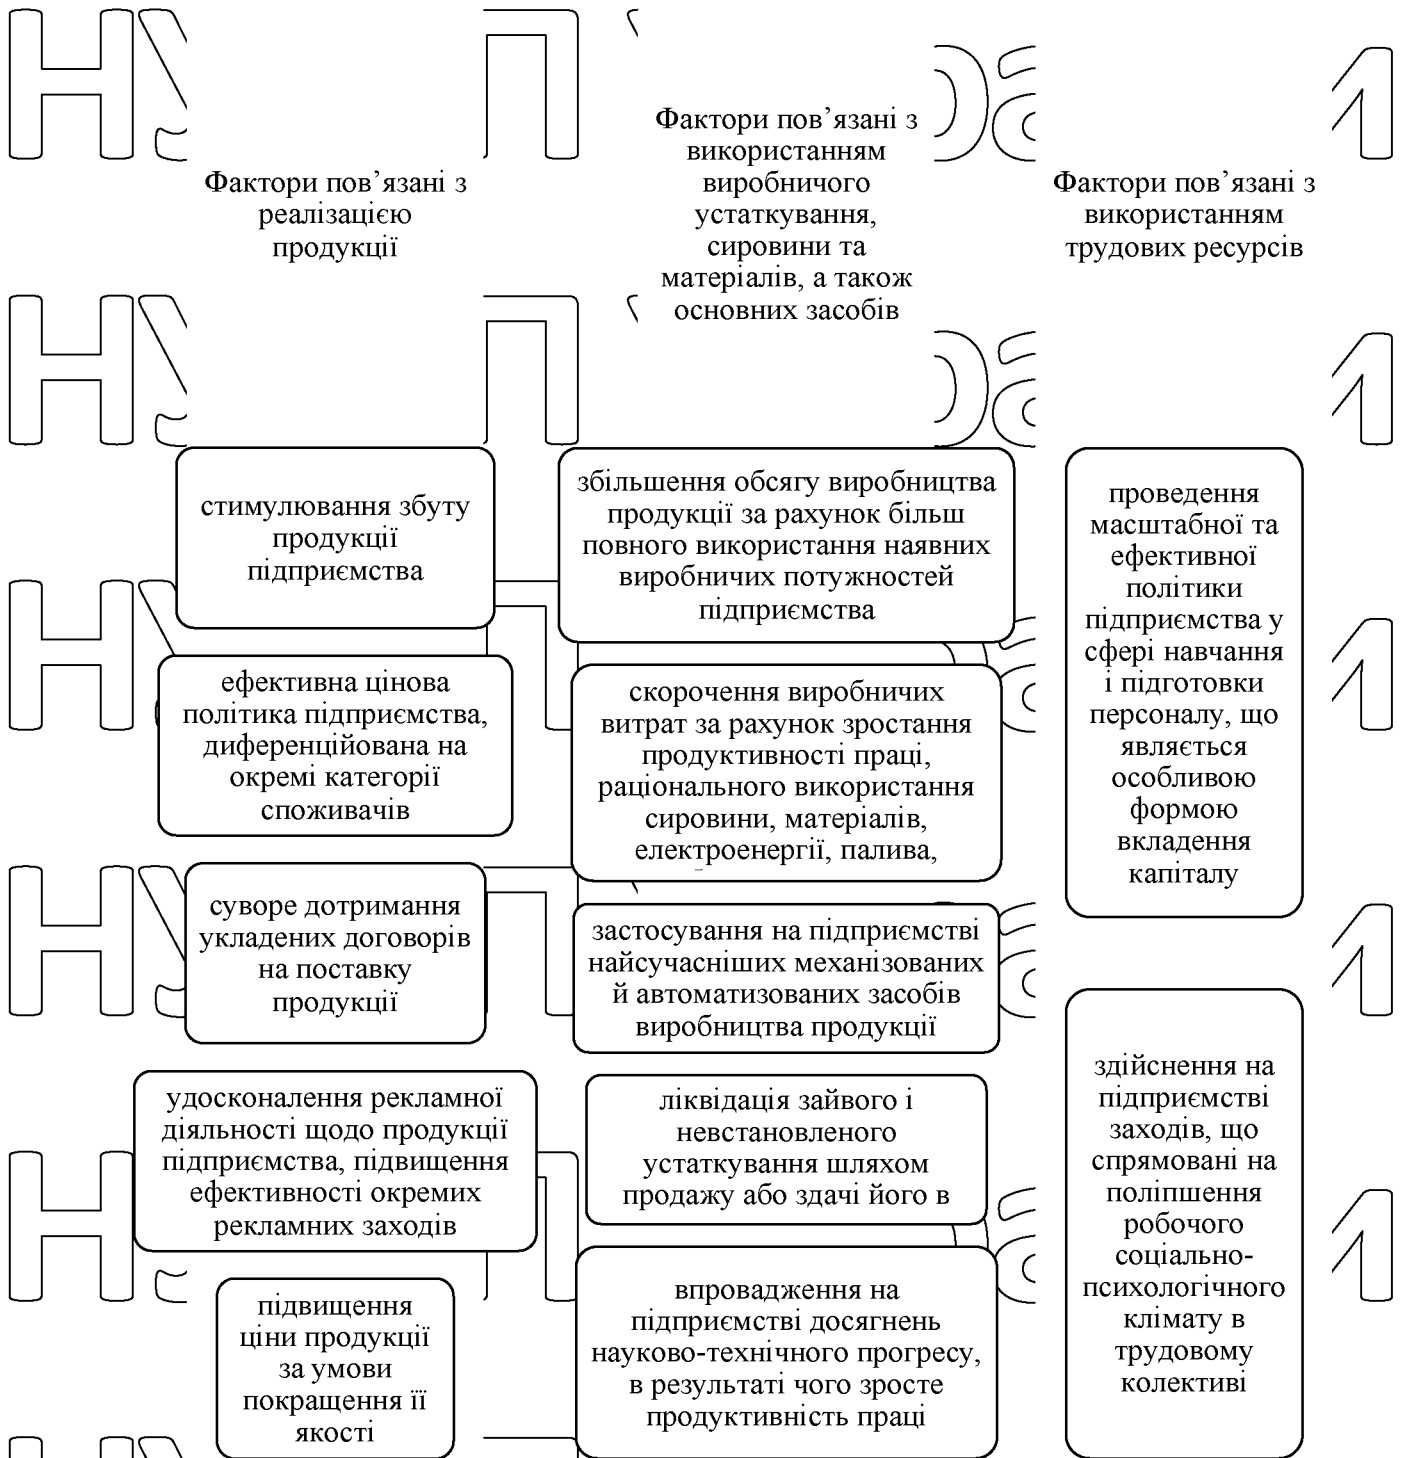 Фактори пов’язані з
реалізацією
продукції
стимулювання збуту
продукції
підприємства
ефективна цінова
політика підприємства,
диференційована на
окремі категорії
споживачів
суворе дотримання
укладених договорів
на поставку
продукції
удосконалення рекламної
діяльності щодо продукції
підприємства, підвищення
ефективності окремих
рекламних заходів
підвищення
ціни продукції
за умови
покращення її
якості
Фактори пов’язані з
використанням
виробничого
устаткування,
сировини та
матеріалів, а також
основних засобів
збільшення обсягу виробництва
продукції за рахунок більш
повного використання наявних
виробничих потужностей
підприємства
скорочення виробничих
витрат за рахунок зростання
продуктивності праці,
раціонального використання
сировини, матеріалів,
електроенергії, палива,
застосування на підприємстві
найсучасніших механізованих
й автоматизованих засобів
виробництва продукції
ліквідація зайвого і
невстановленого
устаткування шляхом
продажу або здачі його в
впровадження на
підприємстві досягнень
науково-технічного прогресу,
в результаті чого зросте
продуктивність праці
Фактори пов’язані з
використанням
трудових ресурсів
проведення
масштабної та
ефективної
політики
підприємства у
сфері навчання
і підготовки
персоналу, що
являється
особливою
формою
вкладення
капіталу
здійснення на
підприємстві
заходів, що
спрямовані на
поліпшення
робочого
соціально-
психологічного
клімату в
трудовому
колективі